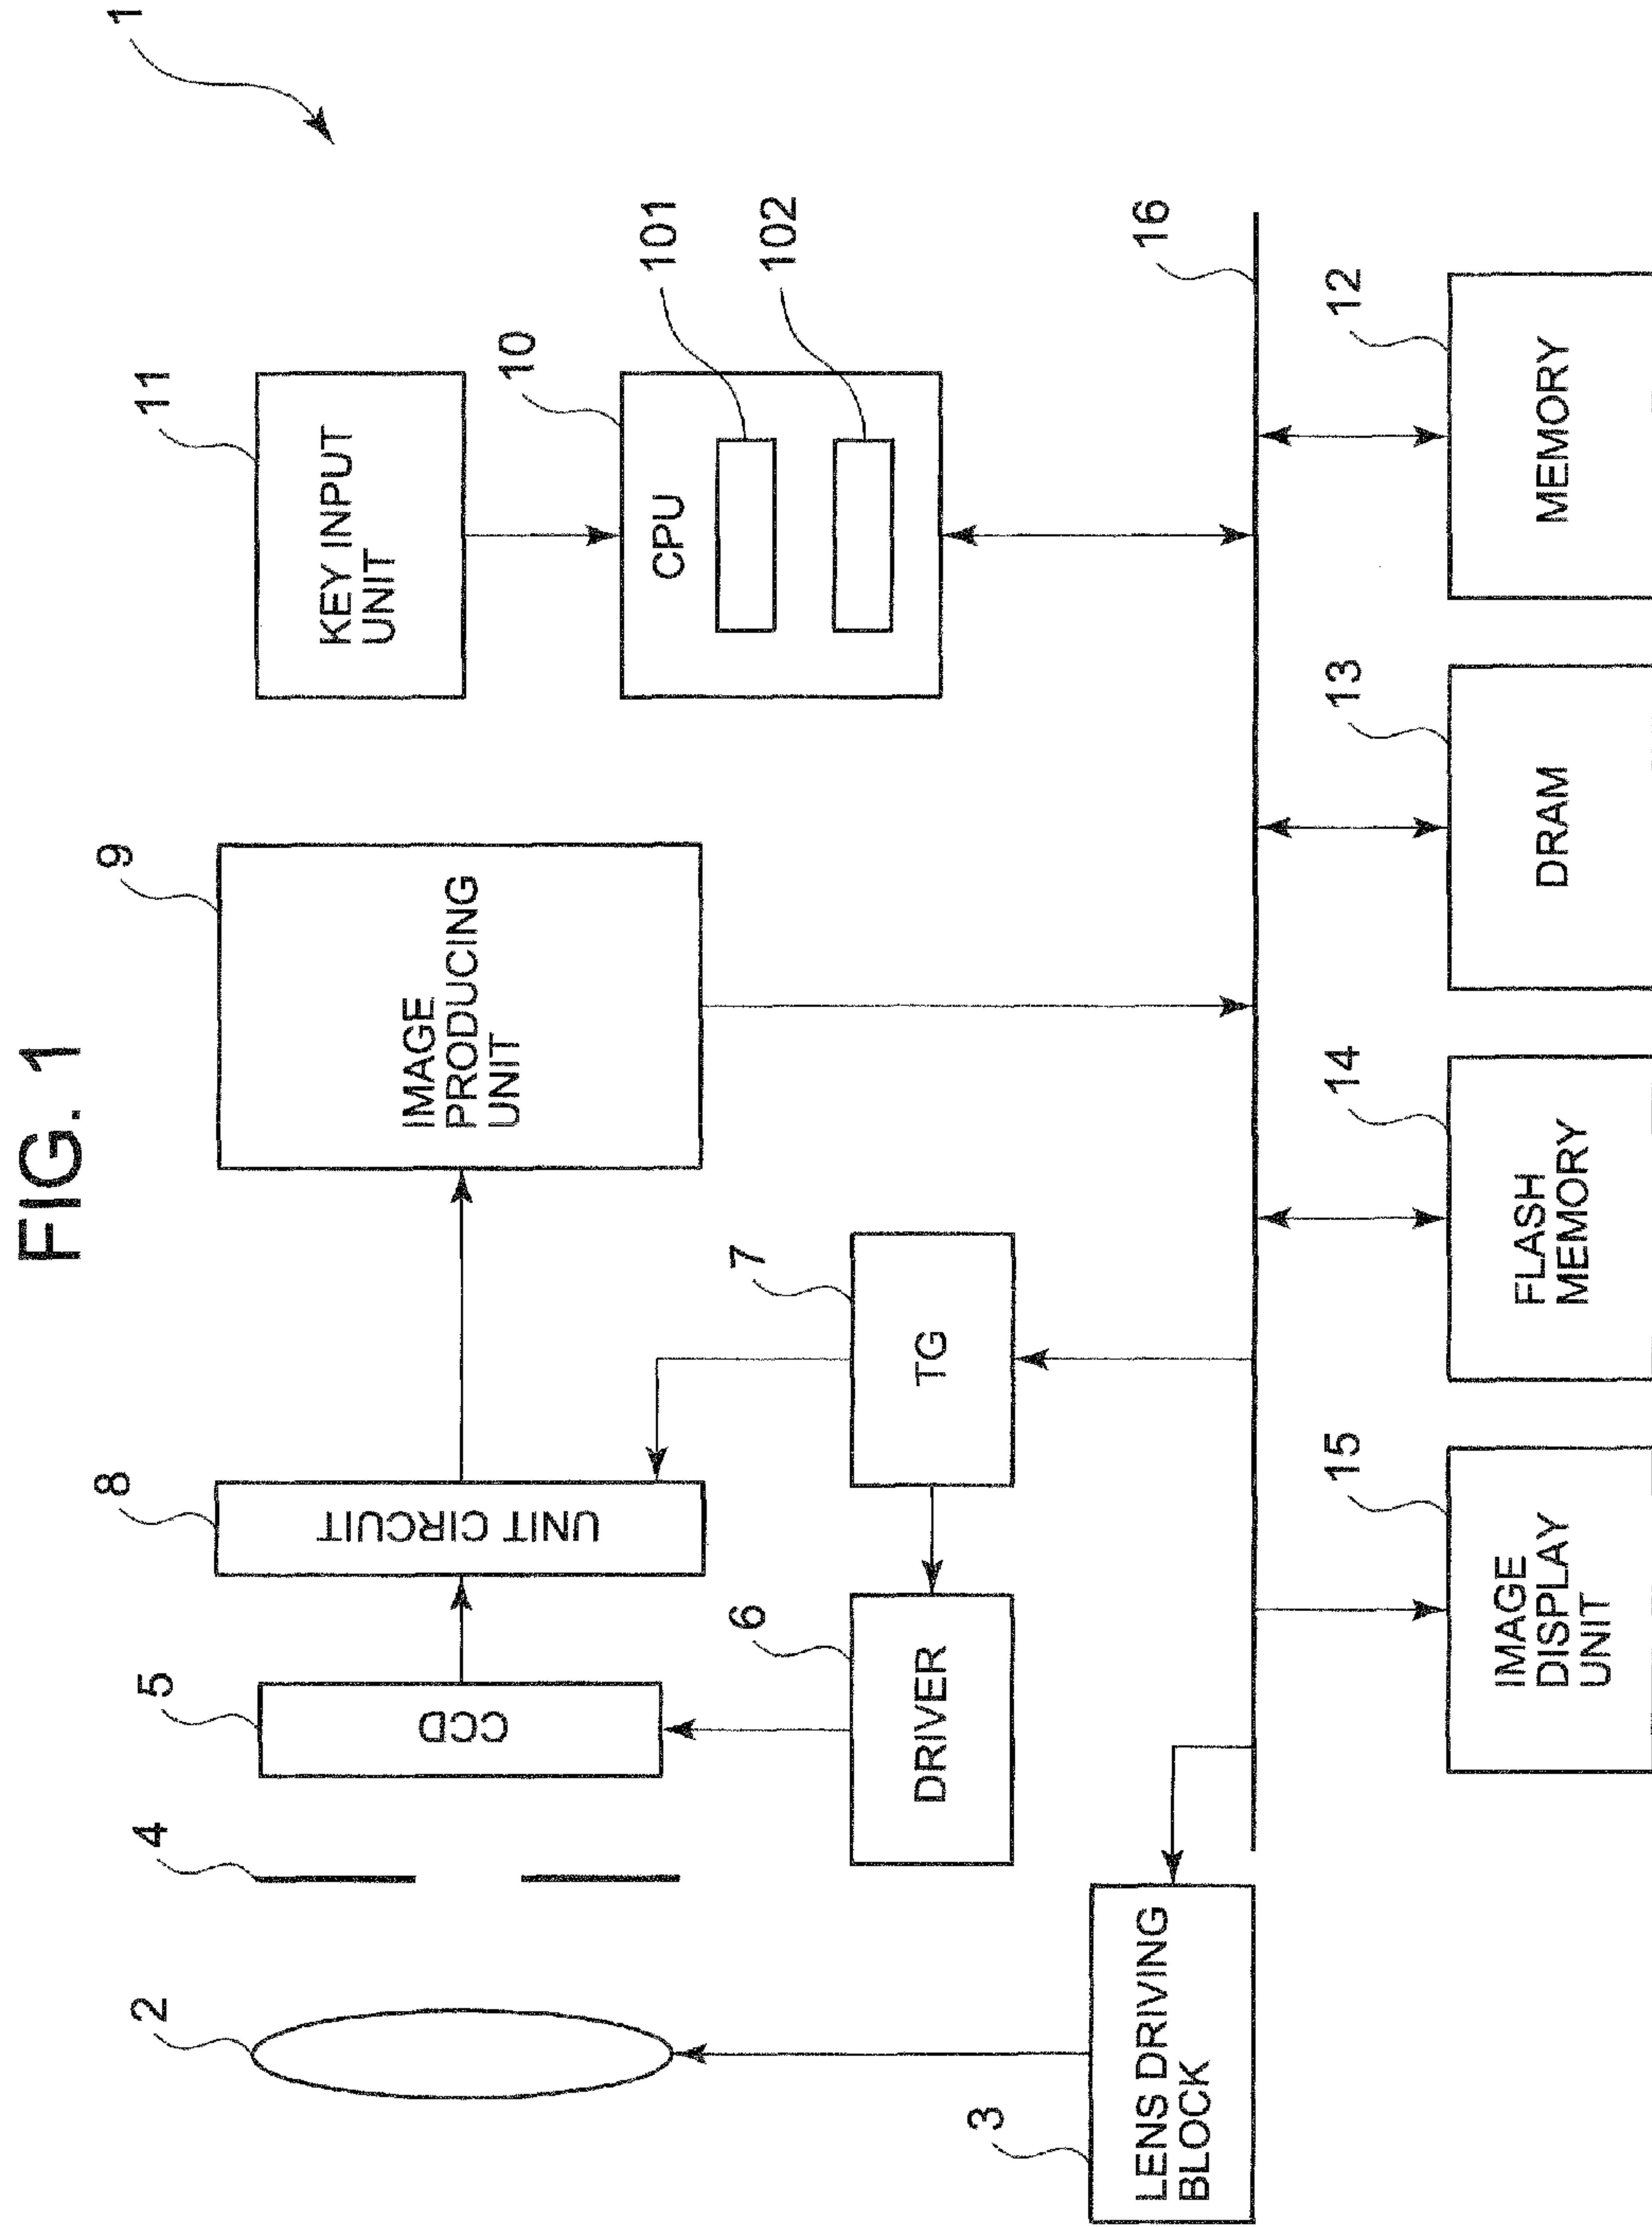 FIG. 1
1
2
3
LENS DRIVING
BLOCK
4
5
CCD
6
DRIVER
7
TG
8
UNIT CIRCUIT
9
IMAGE
PRODUCING
UNIT
11
KEY INPUT
UNIT
10
CPU
101
102
16
15
IMAGE
DISPLAY
UNIT
14
FLASH
MEMORY
13
DRAM
12
MEMORY